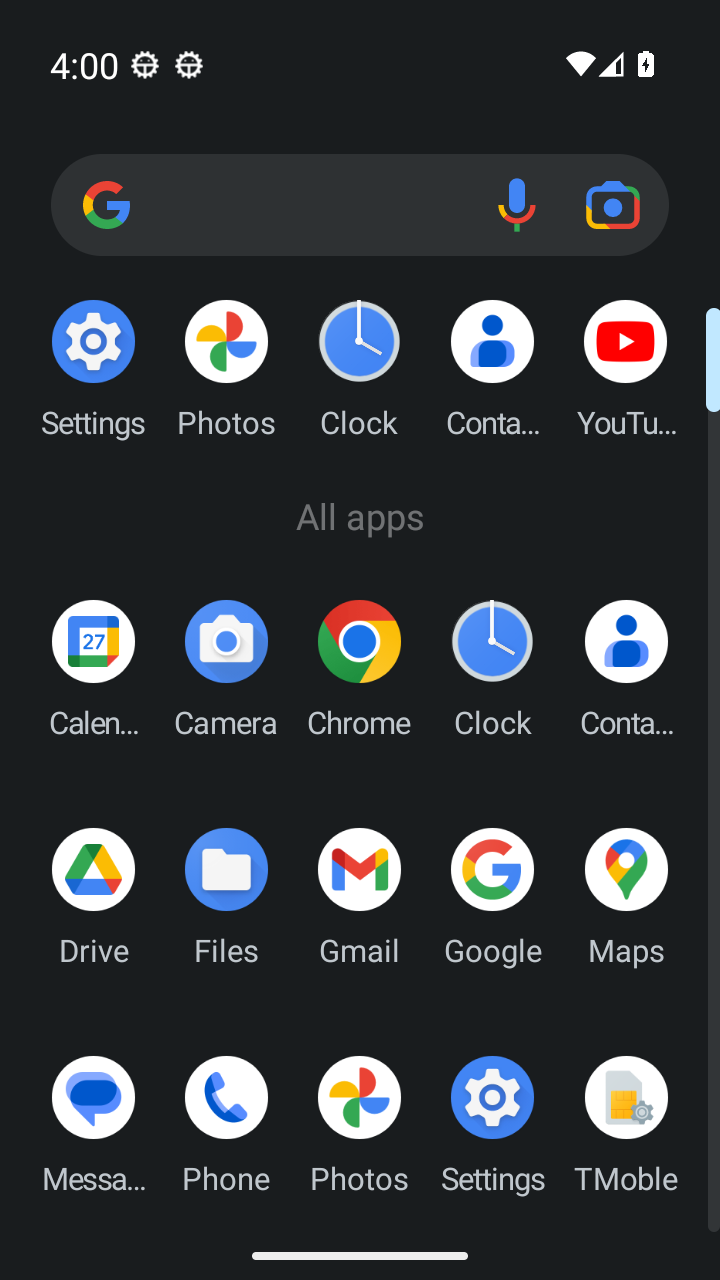 4:00
Settings Photos Clock Conta... YouTu...
All apps
27
Calen... Camera Chrome Clock Conta...
Drive Files Gmail Google Maps
Messa... Phone Photos Settings TMoble